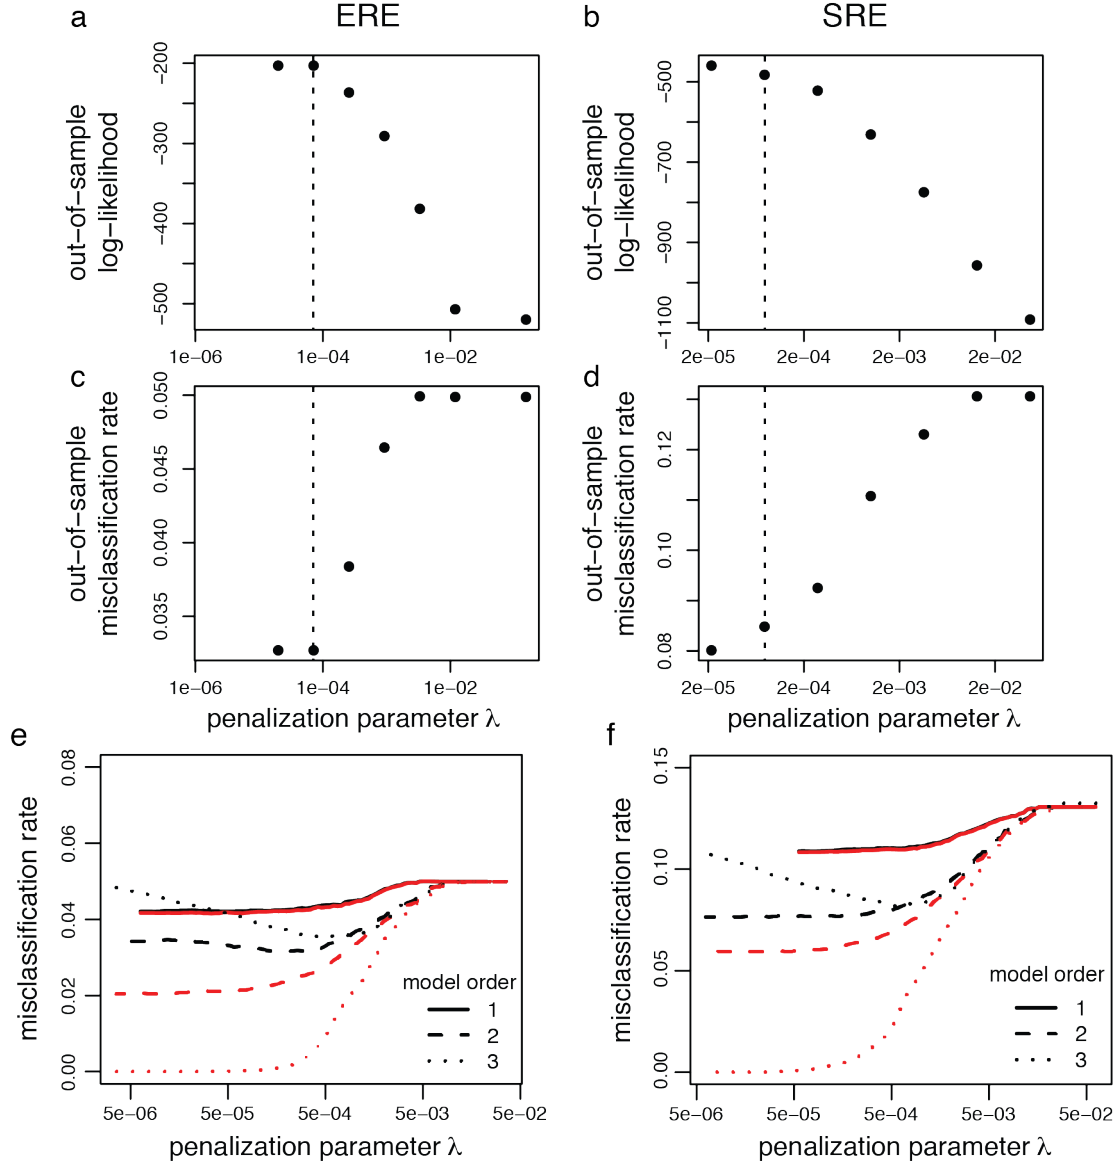 a
ERE
b
SRE
out-of-sample
log-likelihood
-200
-300
-400
-500
1e-06
1e-04
1e-02
out-of-sample
log-likelihood
-500
-700
-900
-1100
2e-05
2e-04
2e-03
2e-02
c
out-of-sample
misclassification rate
0.050
0.045
0.040
0.035
1e-06
1e-04
1e-02
penalization parameter λ
d
out-of-sample
misclassification rate
0.12
0.10
0.08
2e-05
2e-04
2e-03
2e-02
penalization parameter λ
e
misclassification rate
0.08
0.06
0.04
0.02
0.00
model order
1
2
3
5e-06
5e-05
5e-04
5e-03
5e-02
penalization parameter λ
f
misclassification rate
0.15
0.10
0.05
0.00
model order
1
2
3
5e-06
5e-05
5e-04
5e-03
5e-02
penalization parameter λ